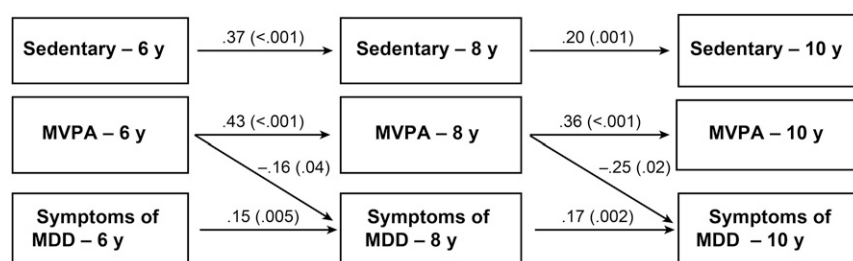 Sedentary – 6 y
.37 (<.001)
Sedentary – 8 y
.20 (.001)
Sedentary – 10 y
MVPA – 6 y
.43 (<.001)
MVPA – 8 y
.36 (<.001)
MVPA – 10 y
–.16 (.04)
–.25 (.02)
Symptoms of
MDD – 6 y
.15 (.005)
Symptoms of
MDD – 8 y
.17 (.002)
Symptoms of
MDD – 10 y